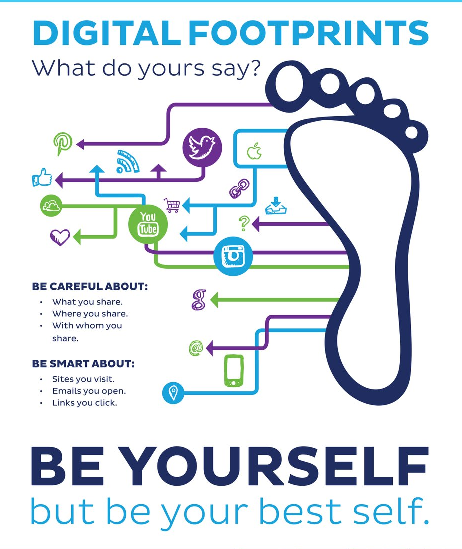 DIGITAL FOOTPRINTS
What do yours say?
You
Tube
?
g
@
BE CAREFUL ABOUT:
• What you share.
• Where you share.
• With whom you
share.
BE SMART ABOUT:
• Sites you visit.
• Emails you open.
• Links you click.
BE YOURSELF
but be your best self.